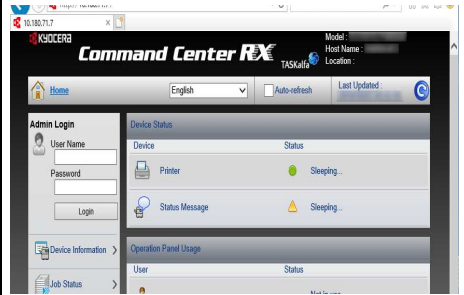 10.180.71.7
KYOCERA
Command Center RX
TASKalfa
Model :
Host Name :
Location :
Home
English
Auto-refresh
Last Updated :
Admin Login
User Name
Password
Login
Device Information
Job Status
Device Status
Device Status
Printer Sleeping...
Status Message Sleeping...
Operation Panel Usage
User Status